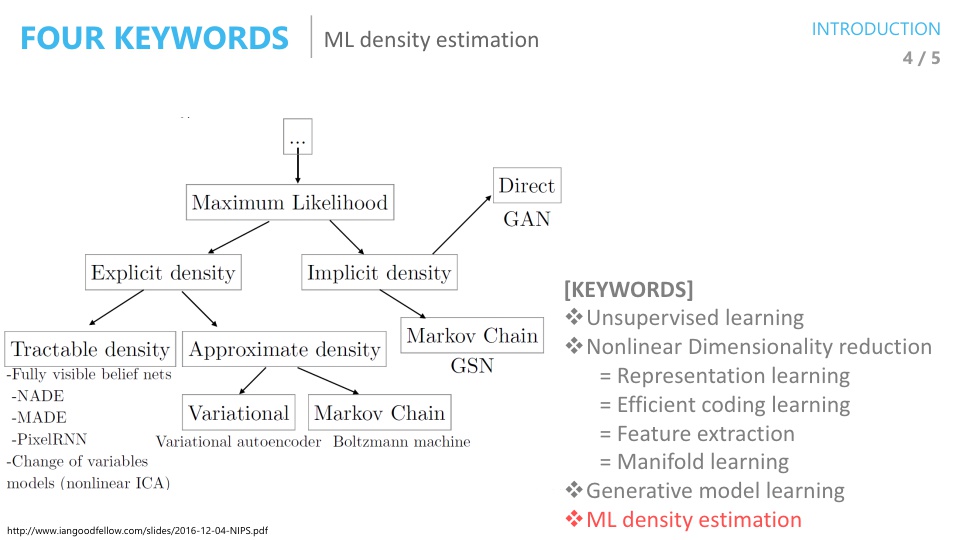 FOUR KEYWORDS
ML density estimation
INTRODUCTION
4 / 5
...
Maximum Likelihood
Direct
GAN
Explicit density
Implicit density
Tractable density
Approximate density
Markov Chain
GSN
-Fully visible belief nets
-NADE
-MADE
-PixelRNN
-Change of variables
models (nonlinear ICA)
Variational
Markov Chain
Variational autoencoder
Boltzmann machine
[KEYWORDS]
❖Unsupervised learning
❖Nonlinear Dimensionality reduction
= Representation learning
= Efficient coding learning
= Feature extraction
= Manifold learning
❖Generative model learning
❖ML density estimation
http://www.iangoodfellow.com/slides/2016-12-04-NIPS.pdf